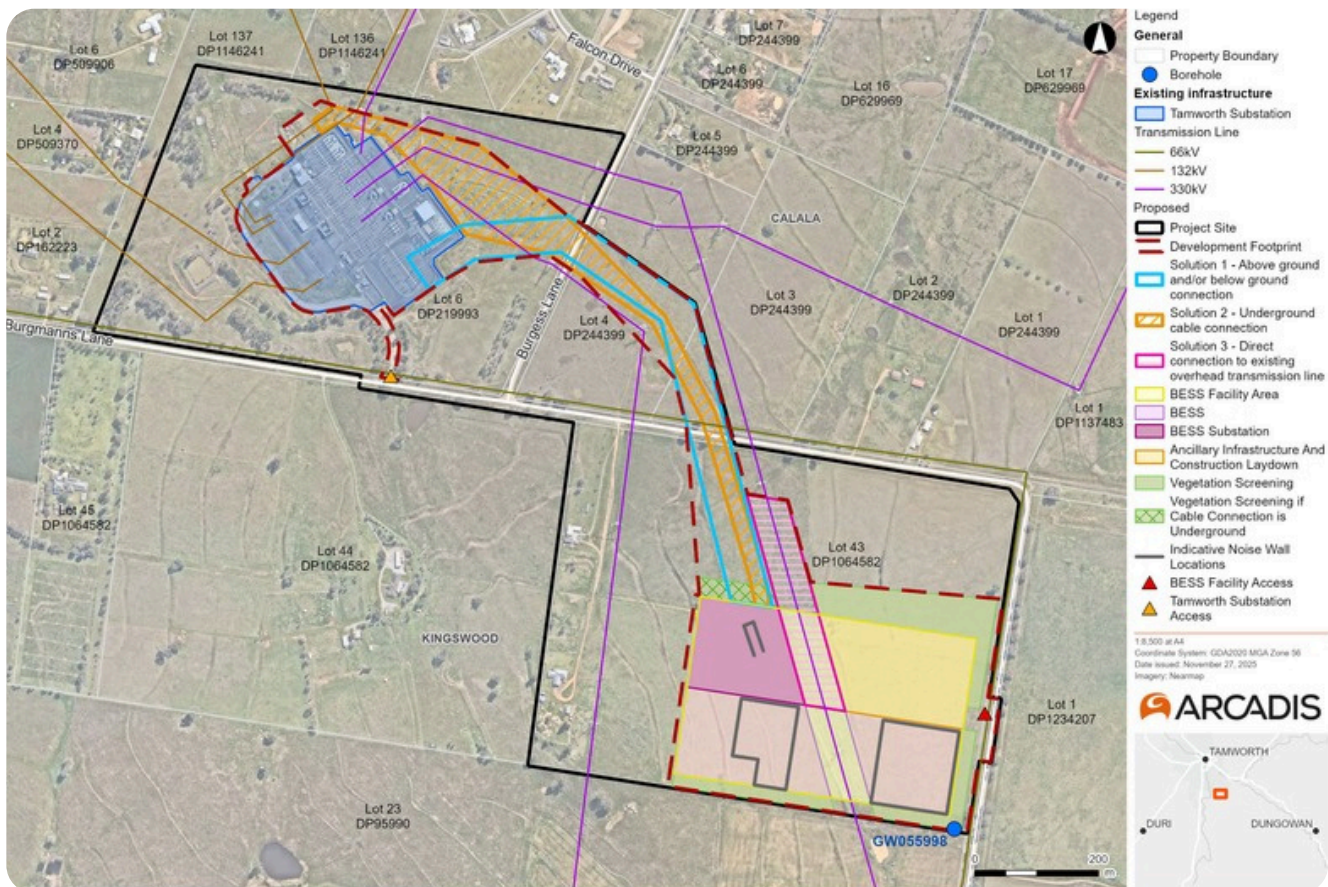 Lot 6
DP509906
Lot 137
DP1146241
Lot 136
DP1146241
Falcon Drive
Lot 7
DP244399
Lot 6
DP244399
Lot 16
DP629969
Lot 17
DP629969
Lot 4
DP509370
Lot 5
DP244399
CALALA
Lot 2
DP162223
Lot 6
DP219993
Burgess Lane
Lot 4
DP244399
Lot 3
DP244399
Lot 2
DP244399
Lot 1
DP244399
Burgmanns Lane
Lot 1
DP1137483
Lot 45
DP1064582
Lot 44
DP1064582
Lot 43
DP1064582
KINGSWOOD
Lot 1
DP1234207
Lot 23
DP95990
GW055998
0
200
m
Legend
General
Property Boundary
Borehole
Existing infrastructure
Tamworth Substation
Transmission Line
66kV
132kV
330kV
Proposed
Project Site
Development Footprint
Solution 1 - Above ground
and/or below ground
connection
Solution 2 - Underground
cable connection
Solution 3 - Direct
connection to existing
overhead transmission line
BESS Facility Area
BESS
BESS Substation
Ancillary Infrastructure And
Construction Laydown
Vegetation Screening
Vegetation Screening if
Cable Connection is
Underground
Indicative Noise Wall
Locations
BESS Facility Access
Tamworth Substation
Access
1:8,500 at A4
Coordinate System: GDA2020 MGA Zone 56
Date issued: November 27, 2025
Imagery: Nearmap
ARCADIS
TAMWORTH
DURI
DUNGOWAN